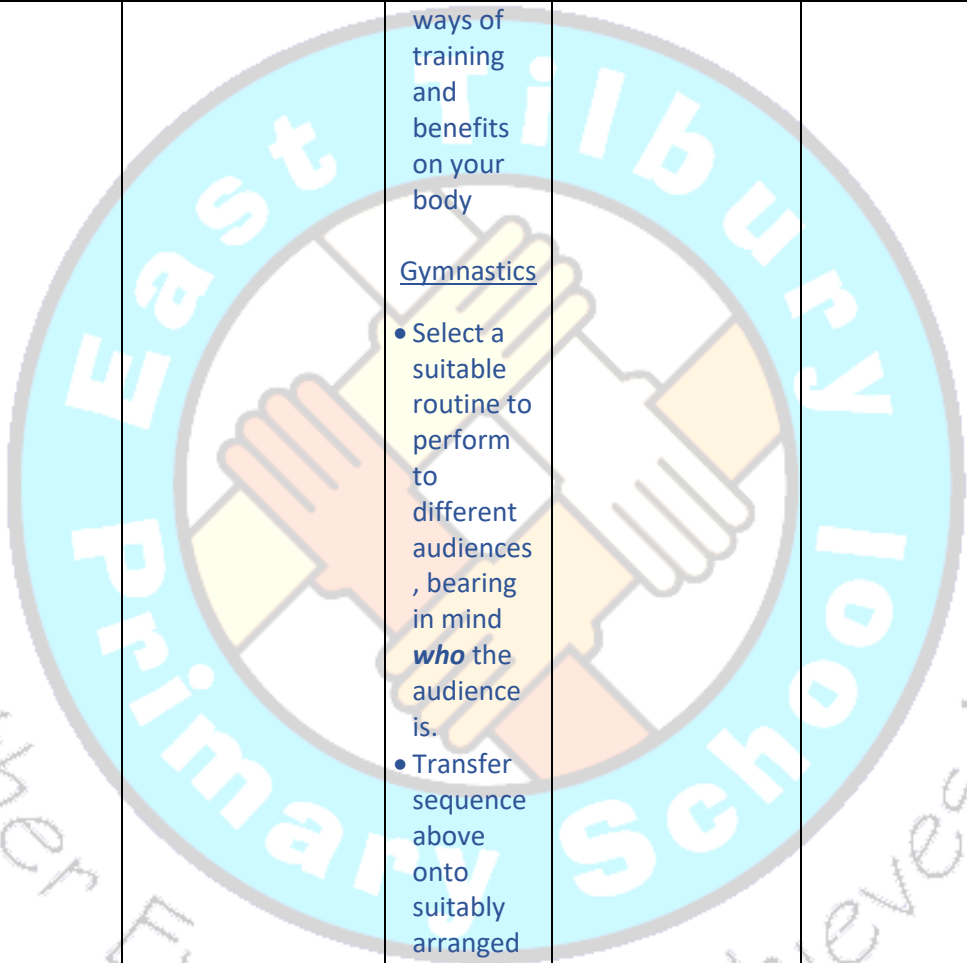 ways of
training
and
benefits
on your
body
Gymnastics
• Select a
suitable
routine to
perform
to
different
audiences
, bearing
in mind
who the
audience
is.
• Transfer
sequence
above
onto
suitably
arranged
East Tilbury
Primary School